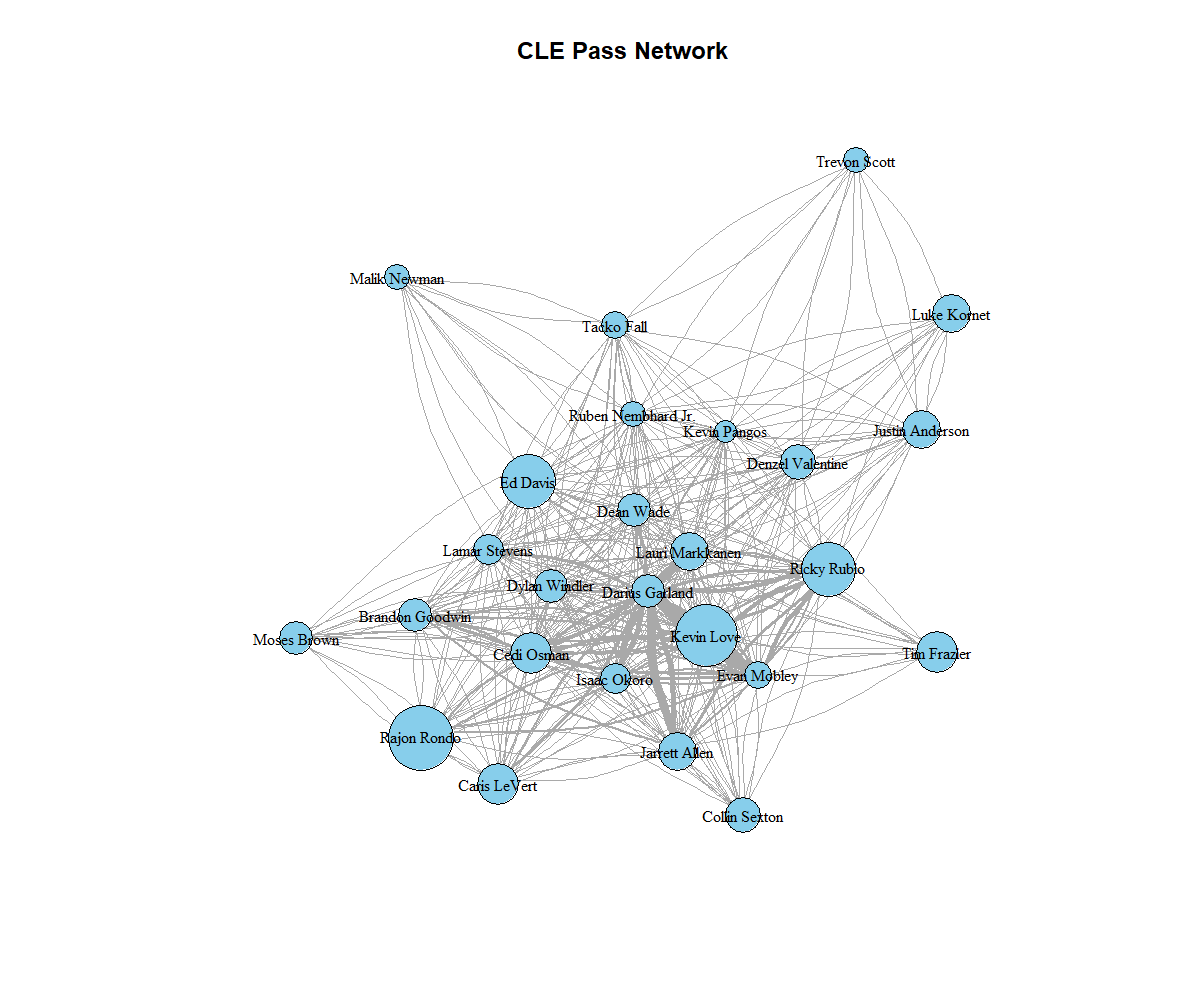 CLE Pass Network
Trevon Scott
Malik Newman
Luke Kornet
Tacko Fall
Ruben Nembhard Jr.
Kevin Pangos
Justin Anderson
Denzel Valentine
Ed Davis
Dean Wade
Lamar Stevens
Lauri Markkanen
Ricky Rubio
Dylan Windler
Darius Garland
Brandon Goodwin
Moses Brown
Kevin Love
Cedi Osman
Tim Frazier
Isaac Okoro
Evan Mobley
Rajon Rondo
Jarrett Allen
Caris LeVert
Collin Sexton